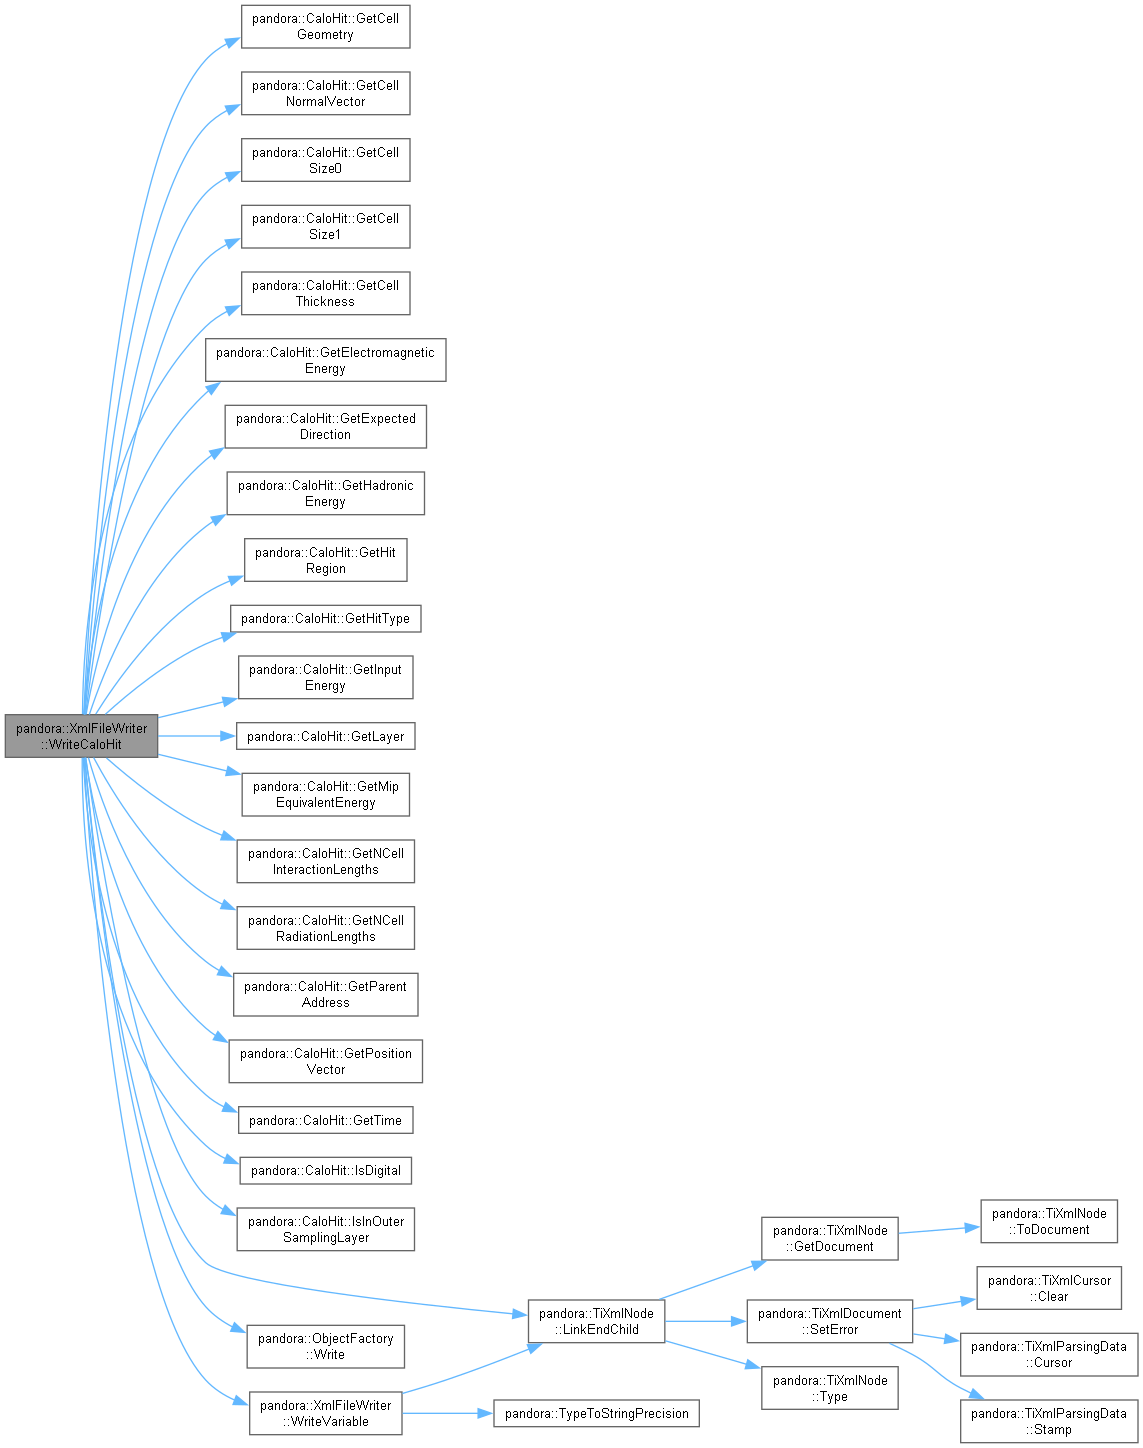 pandora::CaloHit::GetCell
Geometry
pandora::CaloHit::GetCell
NormalVector
pandora::CaloHit::GetCell
Size0
pandora::CaloHit::GetCell
Size1
pandora::CaloHit::GetCell
Thickness
pandora::CaloHit::GetElectromagnetic
Energy
pandora::CaloHit::GetExpected
Direction
pandora::CaloHit::GetHadronic
Energy
pandora::CaloHit::GetHit
Region
pandora::CaloHit::GetHitType
pandora::CaloHit::GetInput
Energy
pandora::XmlFileWriter
::WriteCaloHit
pandora::CaloHit::GetLayer
pandora::CaloHit::GetMip
EquivalentEnergy
pandora::CaloHit::GetNCell
InteractionLengths
pandora::CaloHit::GetNCell
RadiationLengths
pandora::CaloHit::GetParent
Address
pandora::CaloHit::GetPosition
Vector
pandora::CaloHit::GetTime
pandora::CaloHit::IsDigital
pandora::CaloHit::IsInOuter
SamplingLayer
pandora::TiXmlNode
::LinkEndChild
pandora::TiXmlNode
::GetDocument
pandora::TiXmlNode
::ToDocument
pandora::TiXmlDocument
::SetError
pandora::TiXmlCursor
::Clear
pandora::TiXmlParsingData
::Cursor
pandora::TiXmlParsingData
::Stamp
pandora::TiXmlNode
::Type
pandora::ObjectFactory
::Write
pandora::XmlFileWriter
::WriteVariable
pandora::TypeToStringPrecision